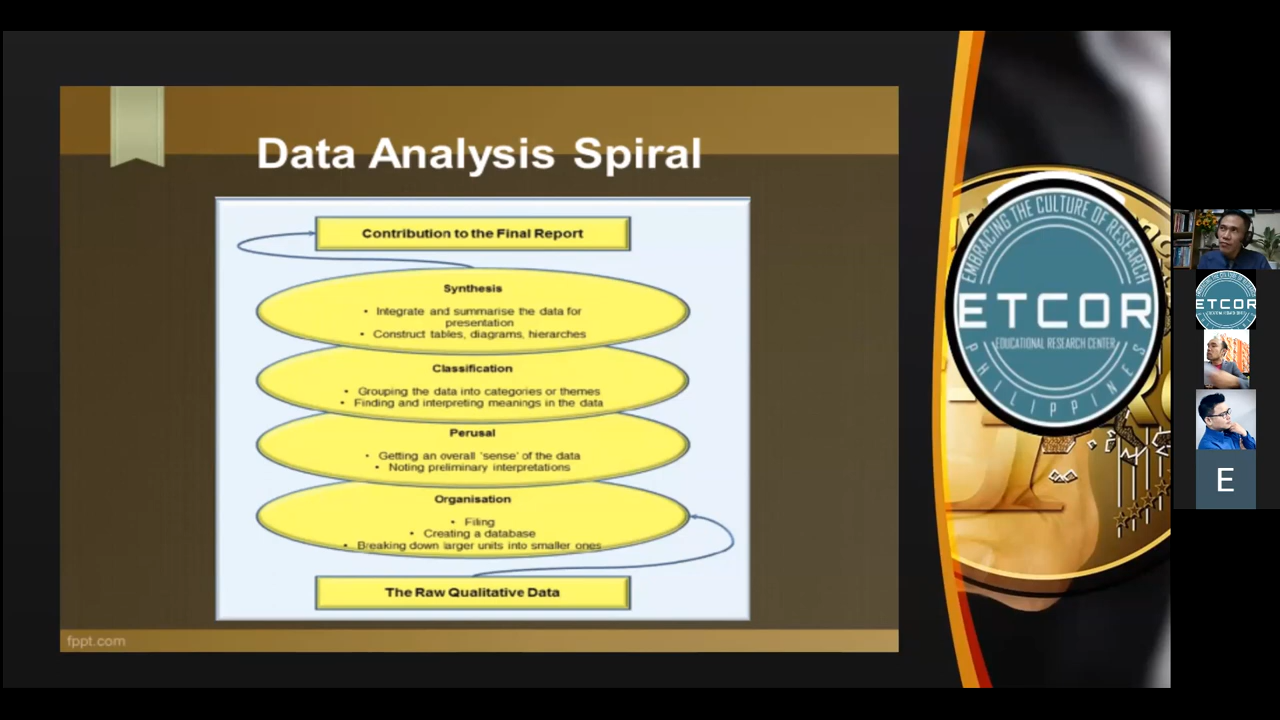 Data Analysis Spiral
Contribution to the Final Report
Synthesis
• Integrate and summarise the data for
presentation
• Construct tables, diagrams, hierarchies
Classification
• Grouping the data into categories or themes
• Finding and interpreting meanings in the data
Perusal
• Getting an overall 'sense' of the data
• Noting preliminary interpretations
Organisation
• Filing
• Creating a database
• Breaking down larger units into smaller ones
The Raw Qualitative Data
fppt.com
EMBRACING THE CULTURE OF RESEARCH
ETCOR
EDUCATIONAL RESEARCH CENTER
PHILIPPINES
ETCOR
E